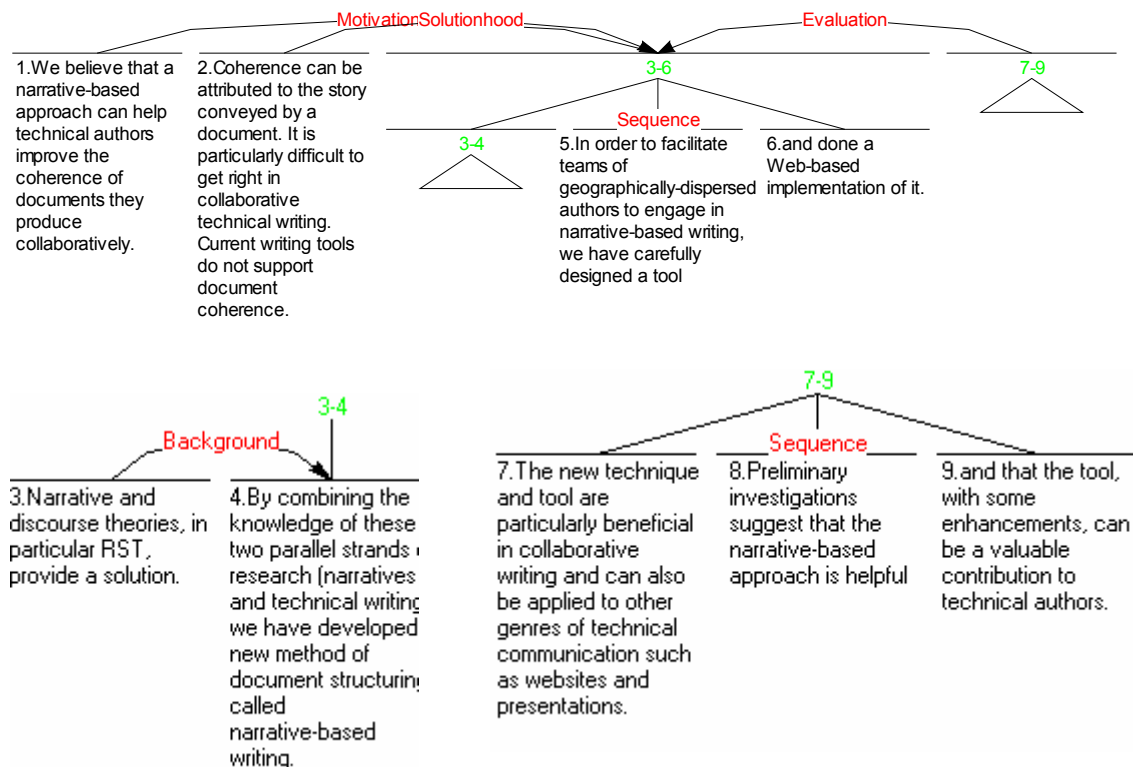 Motivation Solutionhood
Evaluation
1.We believe that a
narrative-based
approach can help
technical authors
improve the
coherence of
documents they
produce
collaboratively.
2.Coherence can be
attributed to the story
conveyed by a
document. It is
particularly difficult to
get right in
collaborative
technical writing.
Current writing tools
do not support
document
coherence.
3-6
7-9
Sequence
3-4
5.In order to facilitate
teams of
geographically-dispersed
authors to engage in
narrative-based writing,
we have carefully
designed a tool
6.and done a
Web-based
implementation of it.
3-4
Background
3.Narrative and
discourse theories, in
particular RST,
provide a solution.
4.By combining the
knowledge of these
two parallel strands
research (narratives
and technical writing
we have developed
new method of
document structuring
called
narrative-based
writing.
7-9
Sequence
7.The new technique
and tool are
particularly beneficial
in collaborative
writing and can also
be applied to other
genres of technical
communication such
as websites and
presentations.
8.Preliminary
investigations
suggest that the
narrative-based
approach is helpful
9.and that the tool,
with some
enhancements, can
be a valuable
contribution to
technical authors.